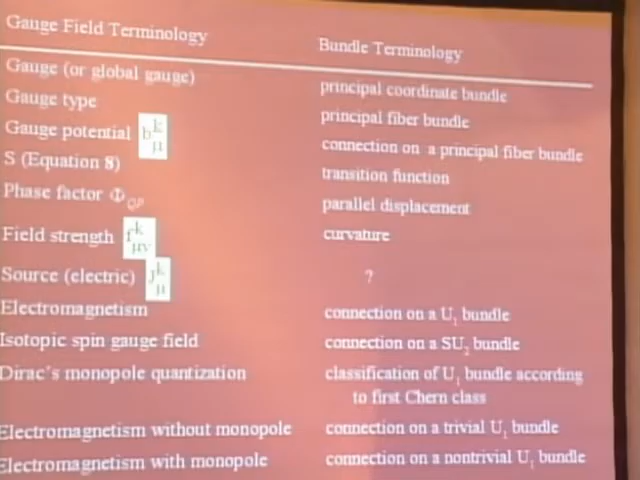 Gauge Field Terminology Bundle Terminology
Gauge (or global gauge) principal coordinate bundle
Gauge type principal fiber bundle
Gauge potential b^k_μ connection on a principal fiber bundle
S (Equation 8) transition function
Phase factor Φ_QP parallel displacement
Field strength f^k_μν curvature
Source (electric) J^k_μ ?
Electromagnetism connection on a U₁ bundle
Isotopic spin gauge field connection on a SU₂ bundle
Dirac's monopole quantization classification of U₁ bundle according
to first Chern class
Electromagnetism without monopole connection on a trivial U₁ bundle
Electromagnetism with monopole connection on a nontrivial U₁ bundle